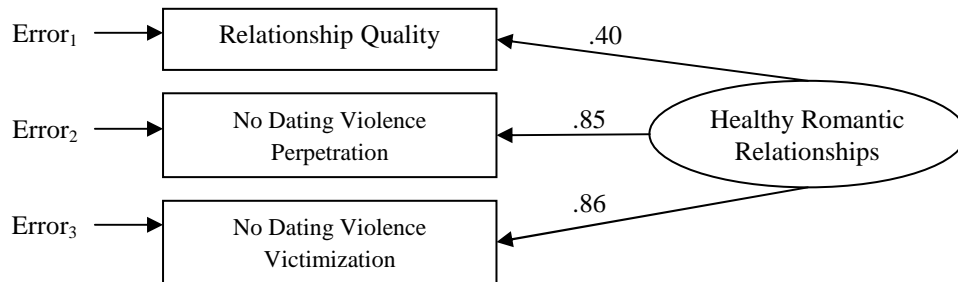 Error₁
Relationship Quality
.40
Error₂
No Dating Violence
Perpetration
.85
Healthy Romantic
Relationships
Error₃
No Dating Violence
Victimization
.86